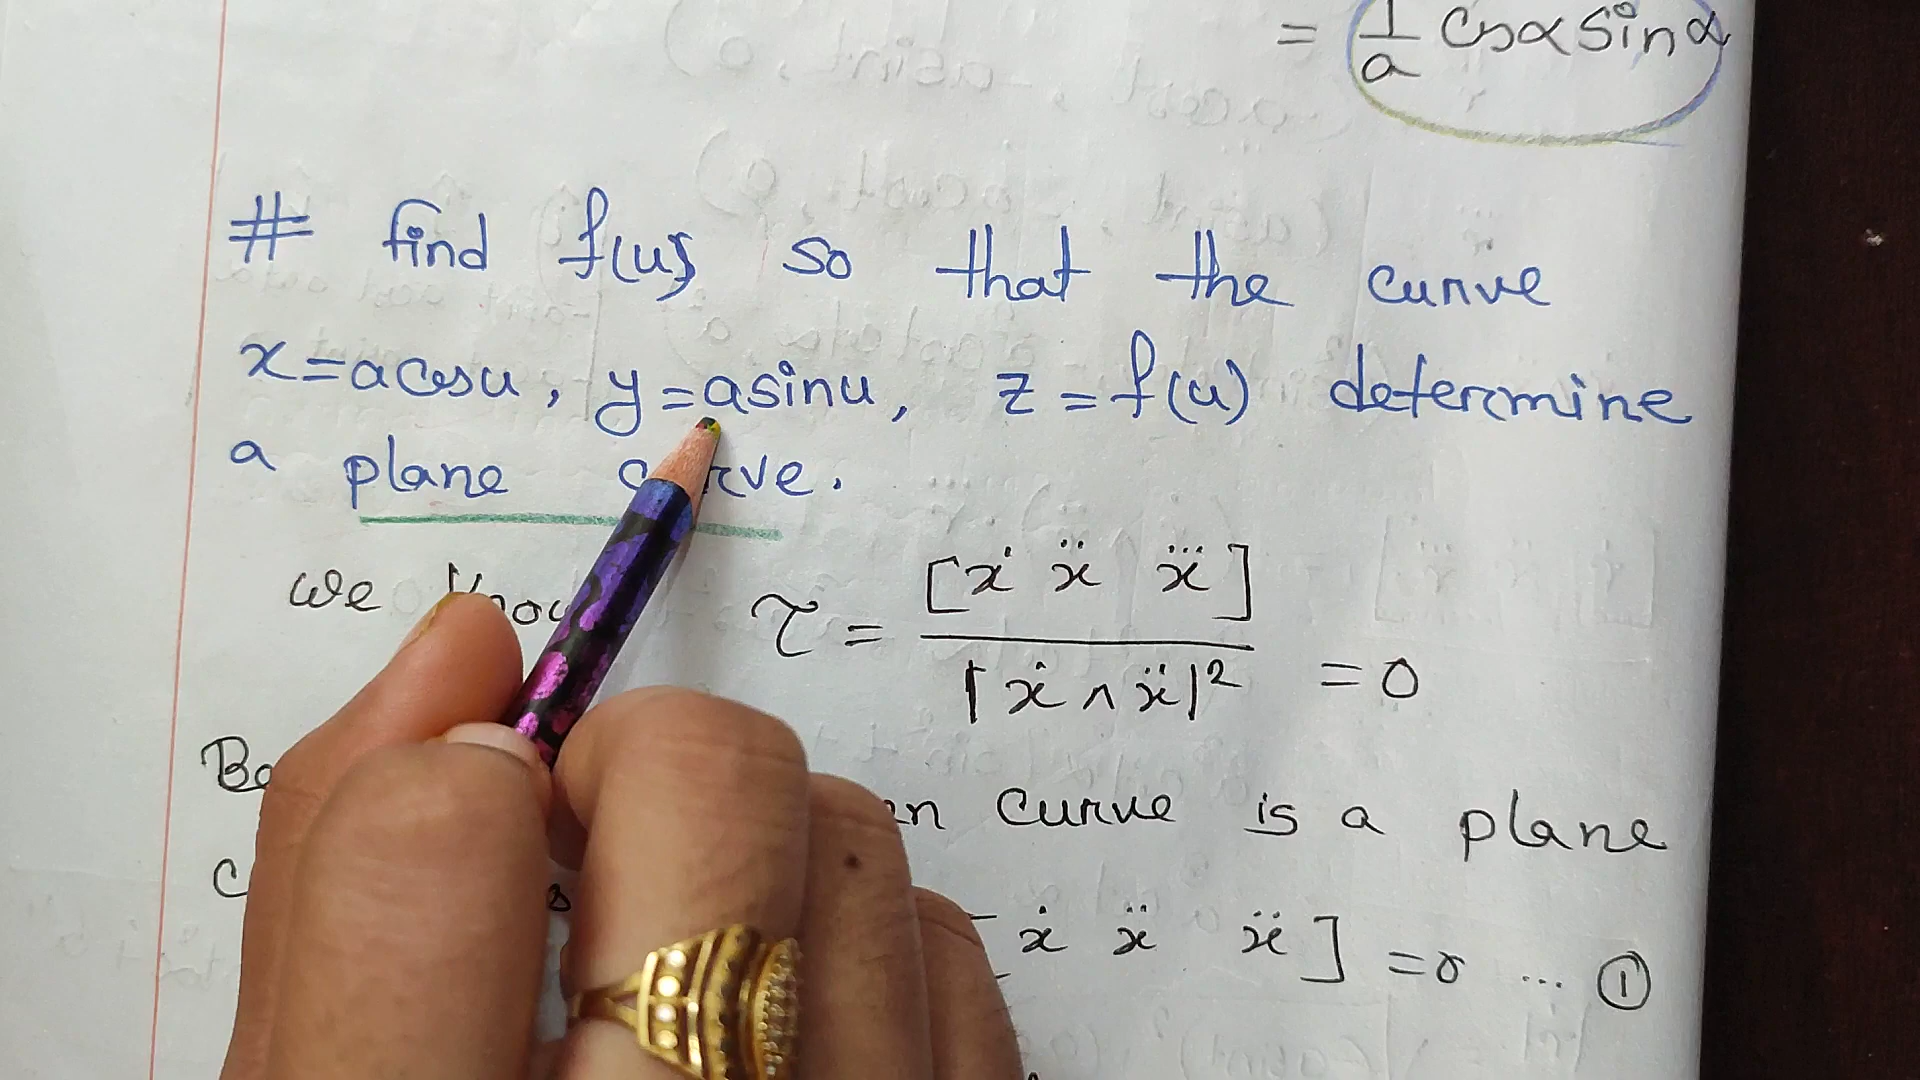 = 1/a cosα sinα
# find f(u) so that the curve
x=acosu, y=asinu, z=f(u) determine
a plane curve.
we know τ = [ẋ ẍ x⃛] / |ẋ ∧ ẍ|² = 0
curve is a plane
[ẋ ẍ ẍ] = 0 ... ①